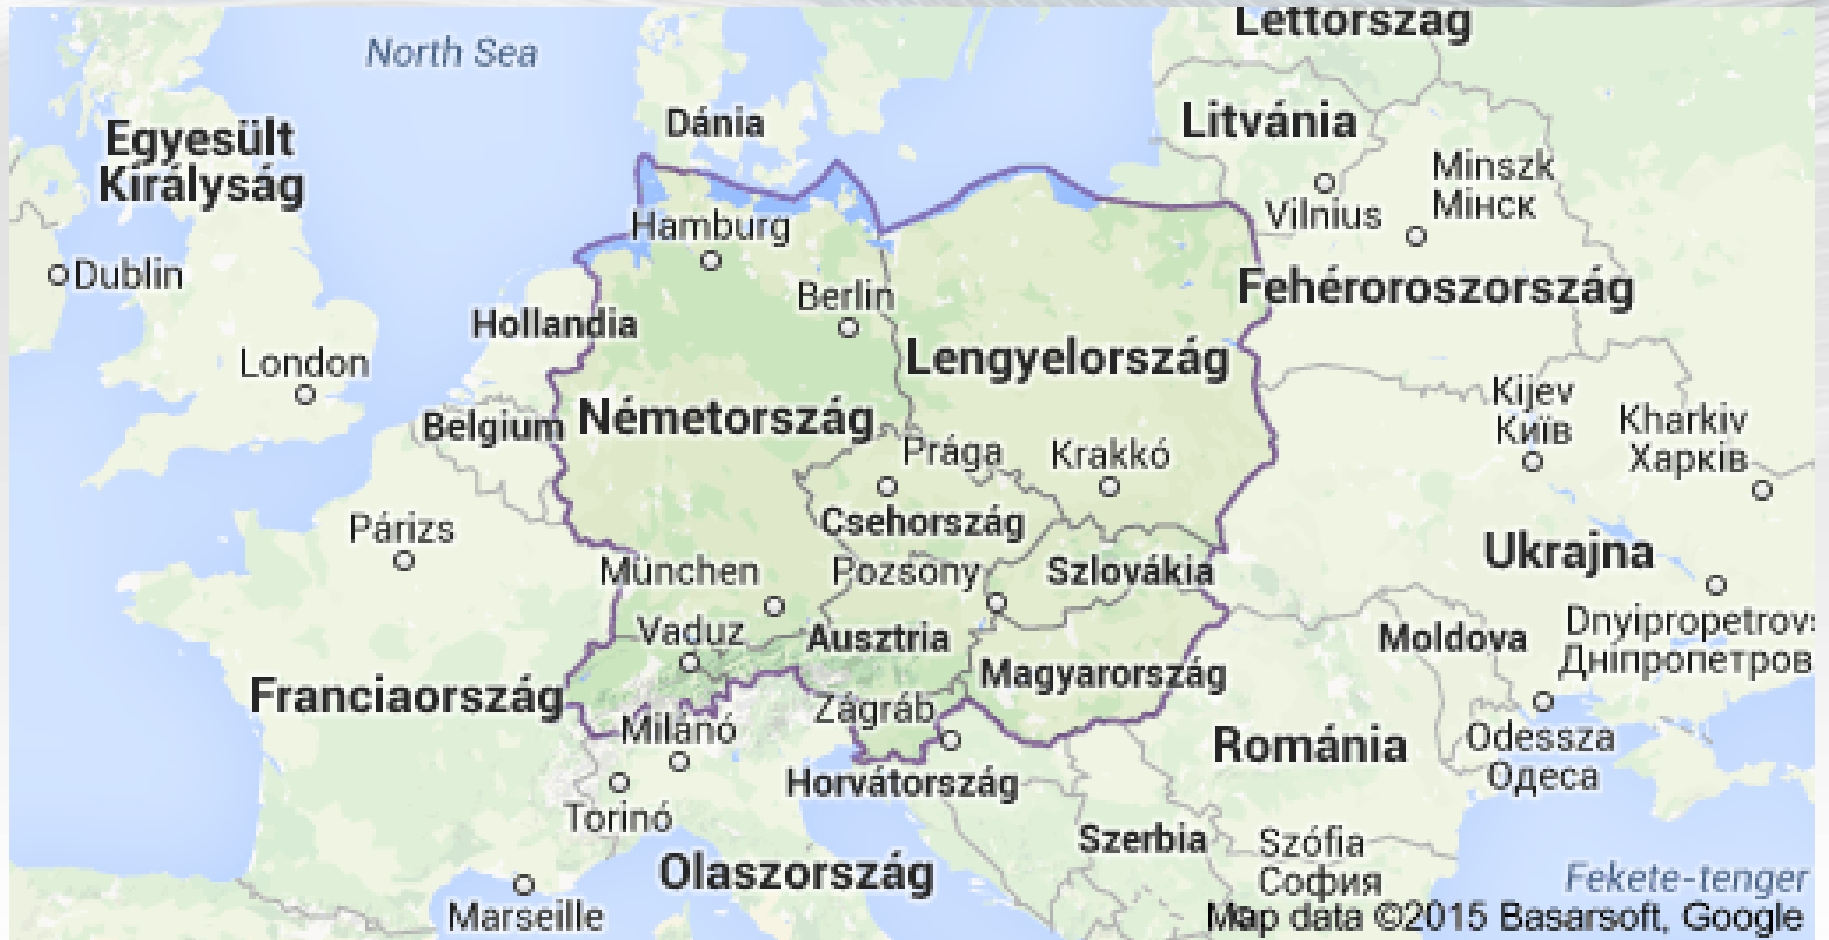 Lettország
North Sea
Dánia
Litvánia
Egyesült
Királyság
Minszk
Мінск
Vilnius
Hamburg
Dublin
Berlin
Fehéroroszország
Hollandia
London
Lengyelország
Kijev
Київ
Kharkiv
Харків
Belgium
Németország
Prága
Krakkó
Párizs
Csehország
Ukrajna
München
Pozsony
Szlovákia
Vaduz
Ausztria
Moldova
Dnyipropetrovs
Дніпропетров
Magyarország
Franciaország
Zágráb
Milánó
Románia
Odessza
Одеса
Horvátország
Torinó
Szerbia
Szófia
София
Olaszország
Fekete-tenger
Marseille
Map data ©2015 Basarsoft, Google